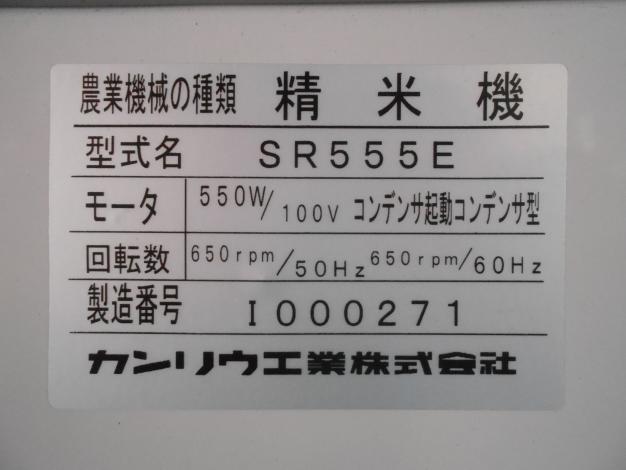 農業機械の種類 精米機
型式名 SR555E
モータ 550W/100V コンデンサ起動コンデンサ型
回転数 650rpm/50Hz 650rpm/60Hz
製造番号 I000271
カンリウ工業株式会社